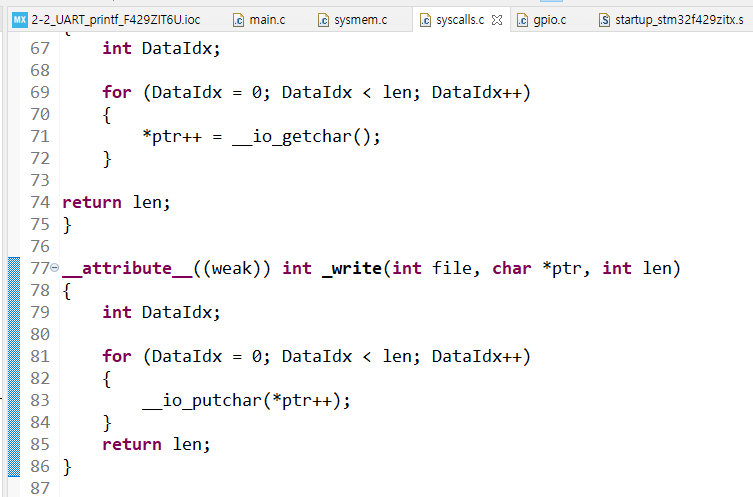 MX 2-2_UART_printf_F429ZIT6U.ioc main.c sysmem.c syscalls.c gpio.c startup_stm32f429zitx.s
67 int DataIdx;
68
69 for (DataIdx = 0; DataIdx < len; DataIdx++)
70 {
71 *ptr++ = __io_getchar();
72 }
73
74 return len;
75 }
76
77 __attribute__((weak)) int _write(int file, char *ptr, int len)
78 {
79 int DataIdx;
80
81 for (DataIdx = 0; DataIdx < len; DataIdx++)
82 {
83 __io_putchar(*ptr++);
84 }
85 return len;
86 }
87